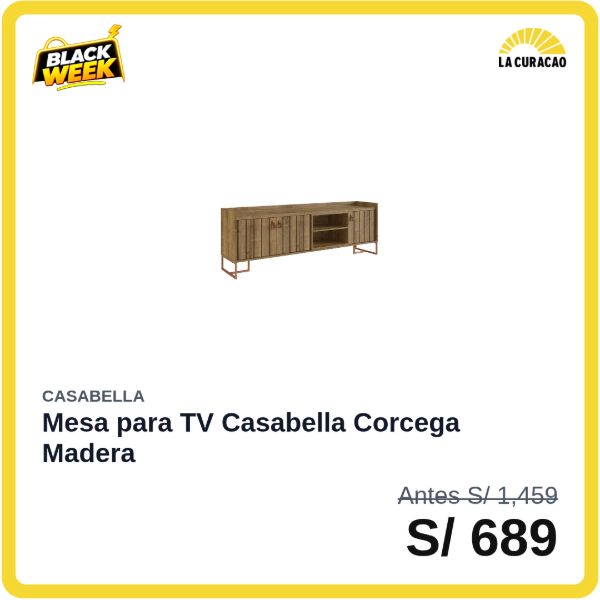 BLACK
WEEK
LA CURACAO
CASABELLA
Mesa para TV Casabella Corcega
Madera
Antes S/ 1,459
S/ 689